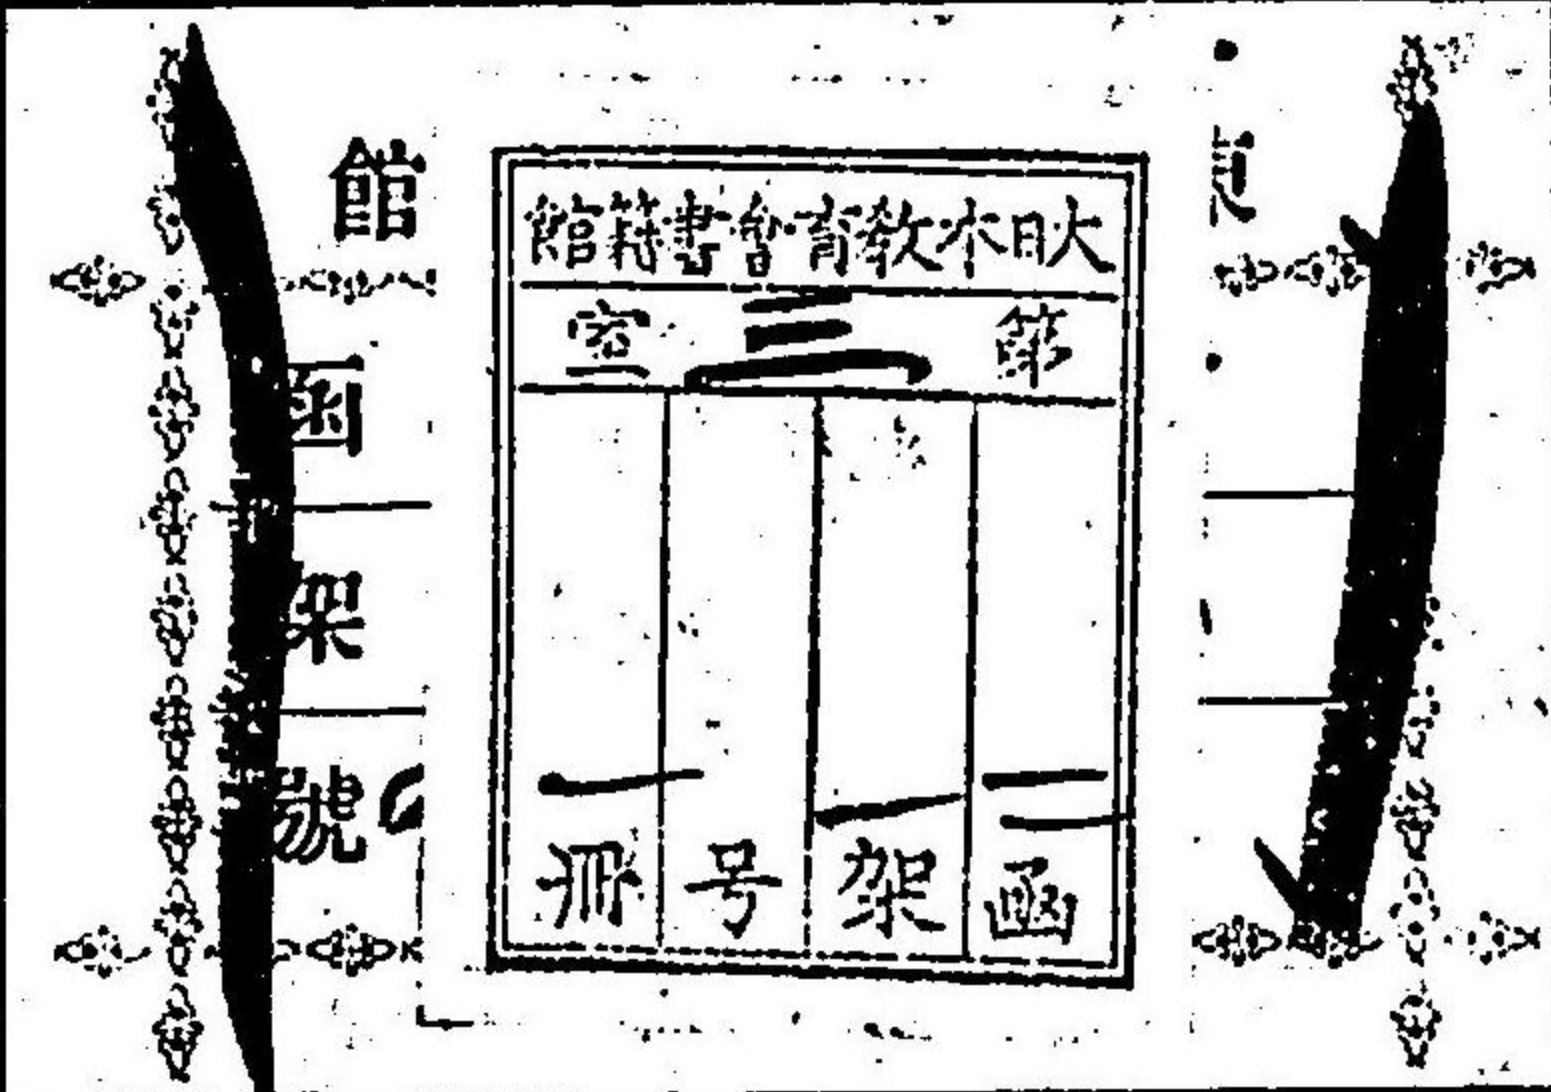 大日本教育會書籍館
第三室
二函
一架
号
一冊
館
函
架
號